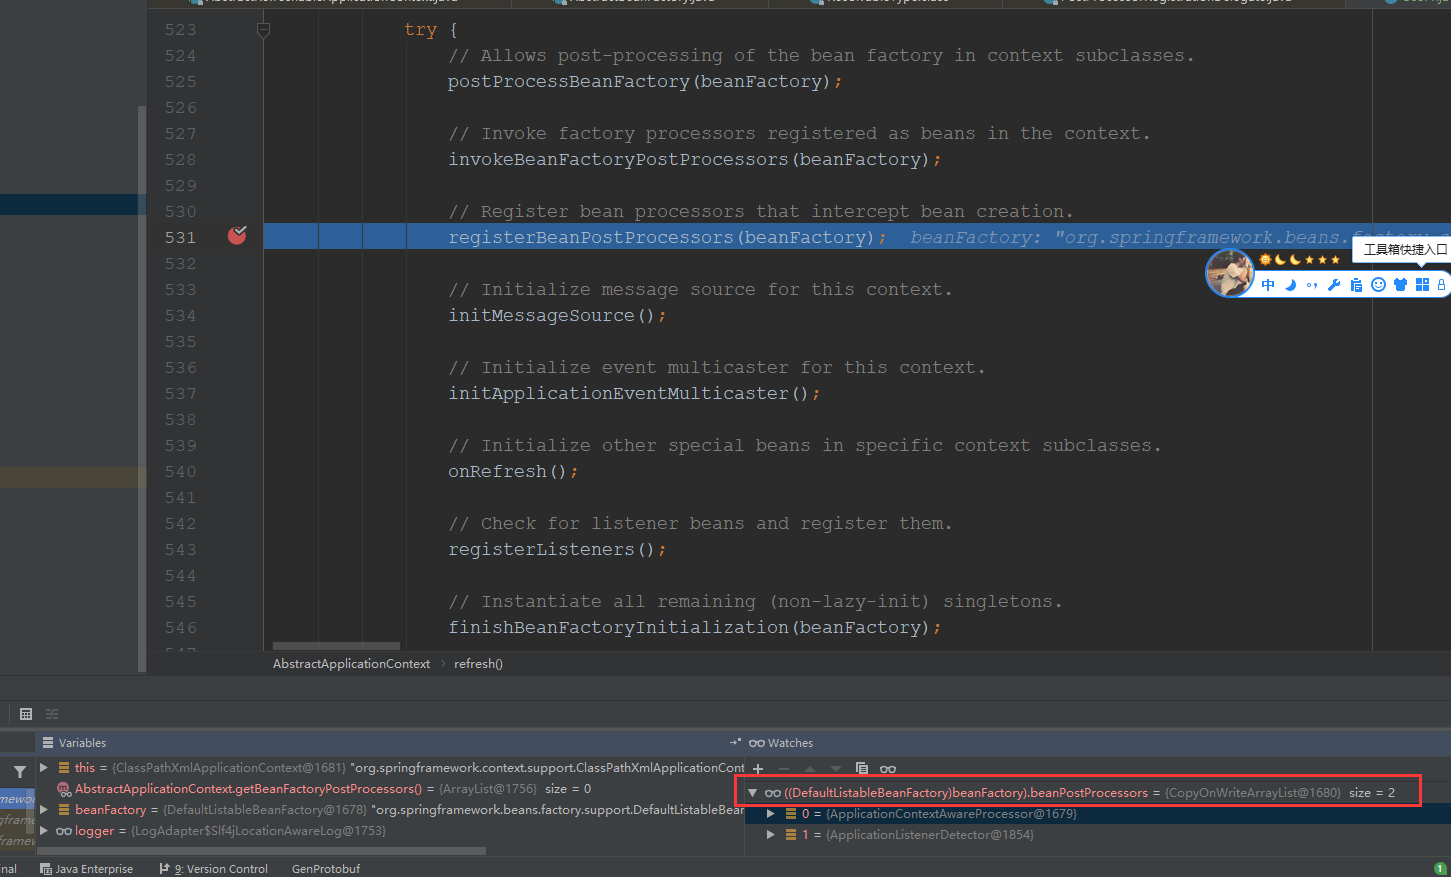 523 try {
524 // Allows post-processing of the bean factory in context subclasses.
525 postProcessBeanFactory(beanFactory);
526
527 // Invoke factory processors registered as beans in the context.
528 invokeBeanFactoryPostProcessors(beanFactory);
529
530 // Register bean processors that intercept bean creation.
531 registerBeanPostProcessors(beanFactory); beanFactory: "org.springframework.beans.factory.s
532
工具箱快捷入口
533 // Initialize message source for this context.
中
534 initMessageSource();
535
536 // Initialize event multicaster for this context.
537 initApplicationEventMulticaster();
538
539 // Initialize other special beans in specific context subclasses.
540 onRefresh();
541
542 // Check for listener beans and register them.
543 registerListeners();
544
545 // Instantiate all remaining (non-lazy-init) singletons.
546 finishBeanFactoryInitialization(beanFactory);
AbstractApplicationContext › refresh()
Variables
Watches
this = {ClassPathXmlApplicationContext@1681} "org.springframework.context.support.ClassPathXmlApplicationCont
AbstractApplicationContext.getBeanFactoryPostProcessors() = {ArrayList@1756} size = 0
beanFactory = {DefaultListableBeanFactory@1678} "org.springframework.beans.factory.support.DefaultListableBear
logger = {LogAdapter$Slf4jLocationAwareLog@1753}
((DefaultListableBeanFactory)beanFactory).beanPostProcessors = {CopyOnWriteArrayList@1680} size = 2
0 = {ApplicationContextAwareProcessor@1679}
1 = {ApplicationListenerDetector@1854}
nal Java Enterprise 9: Version Control GenProtobuf 1